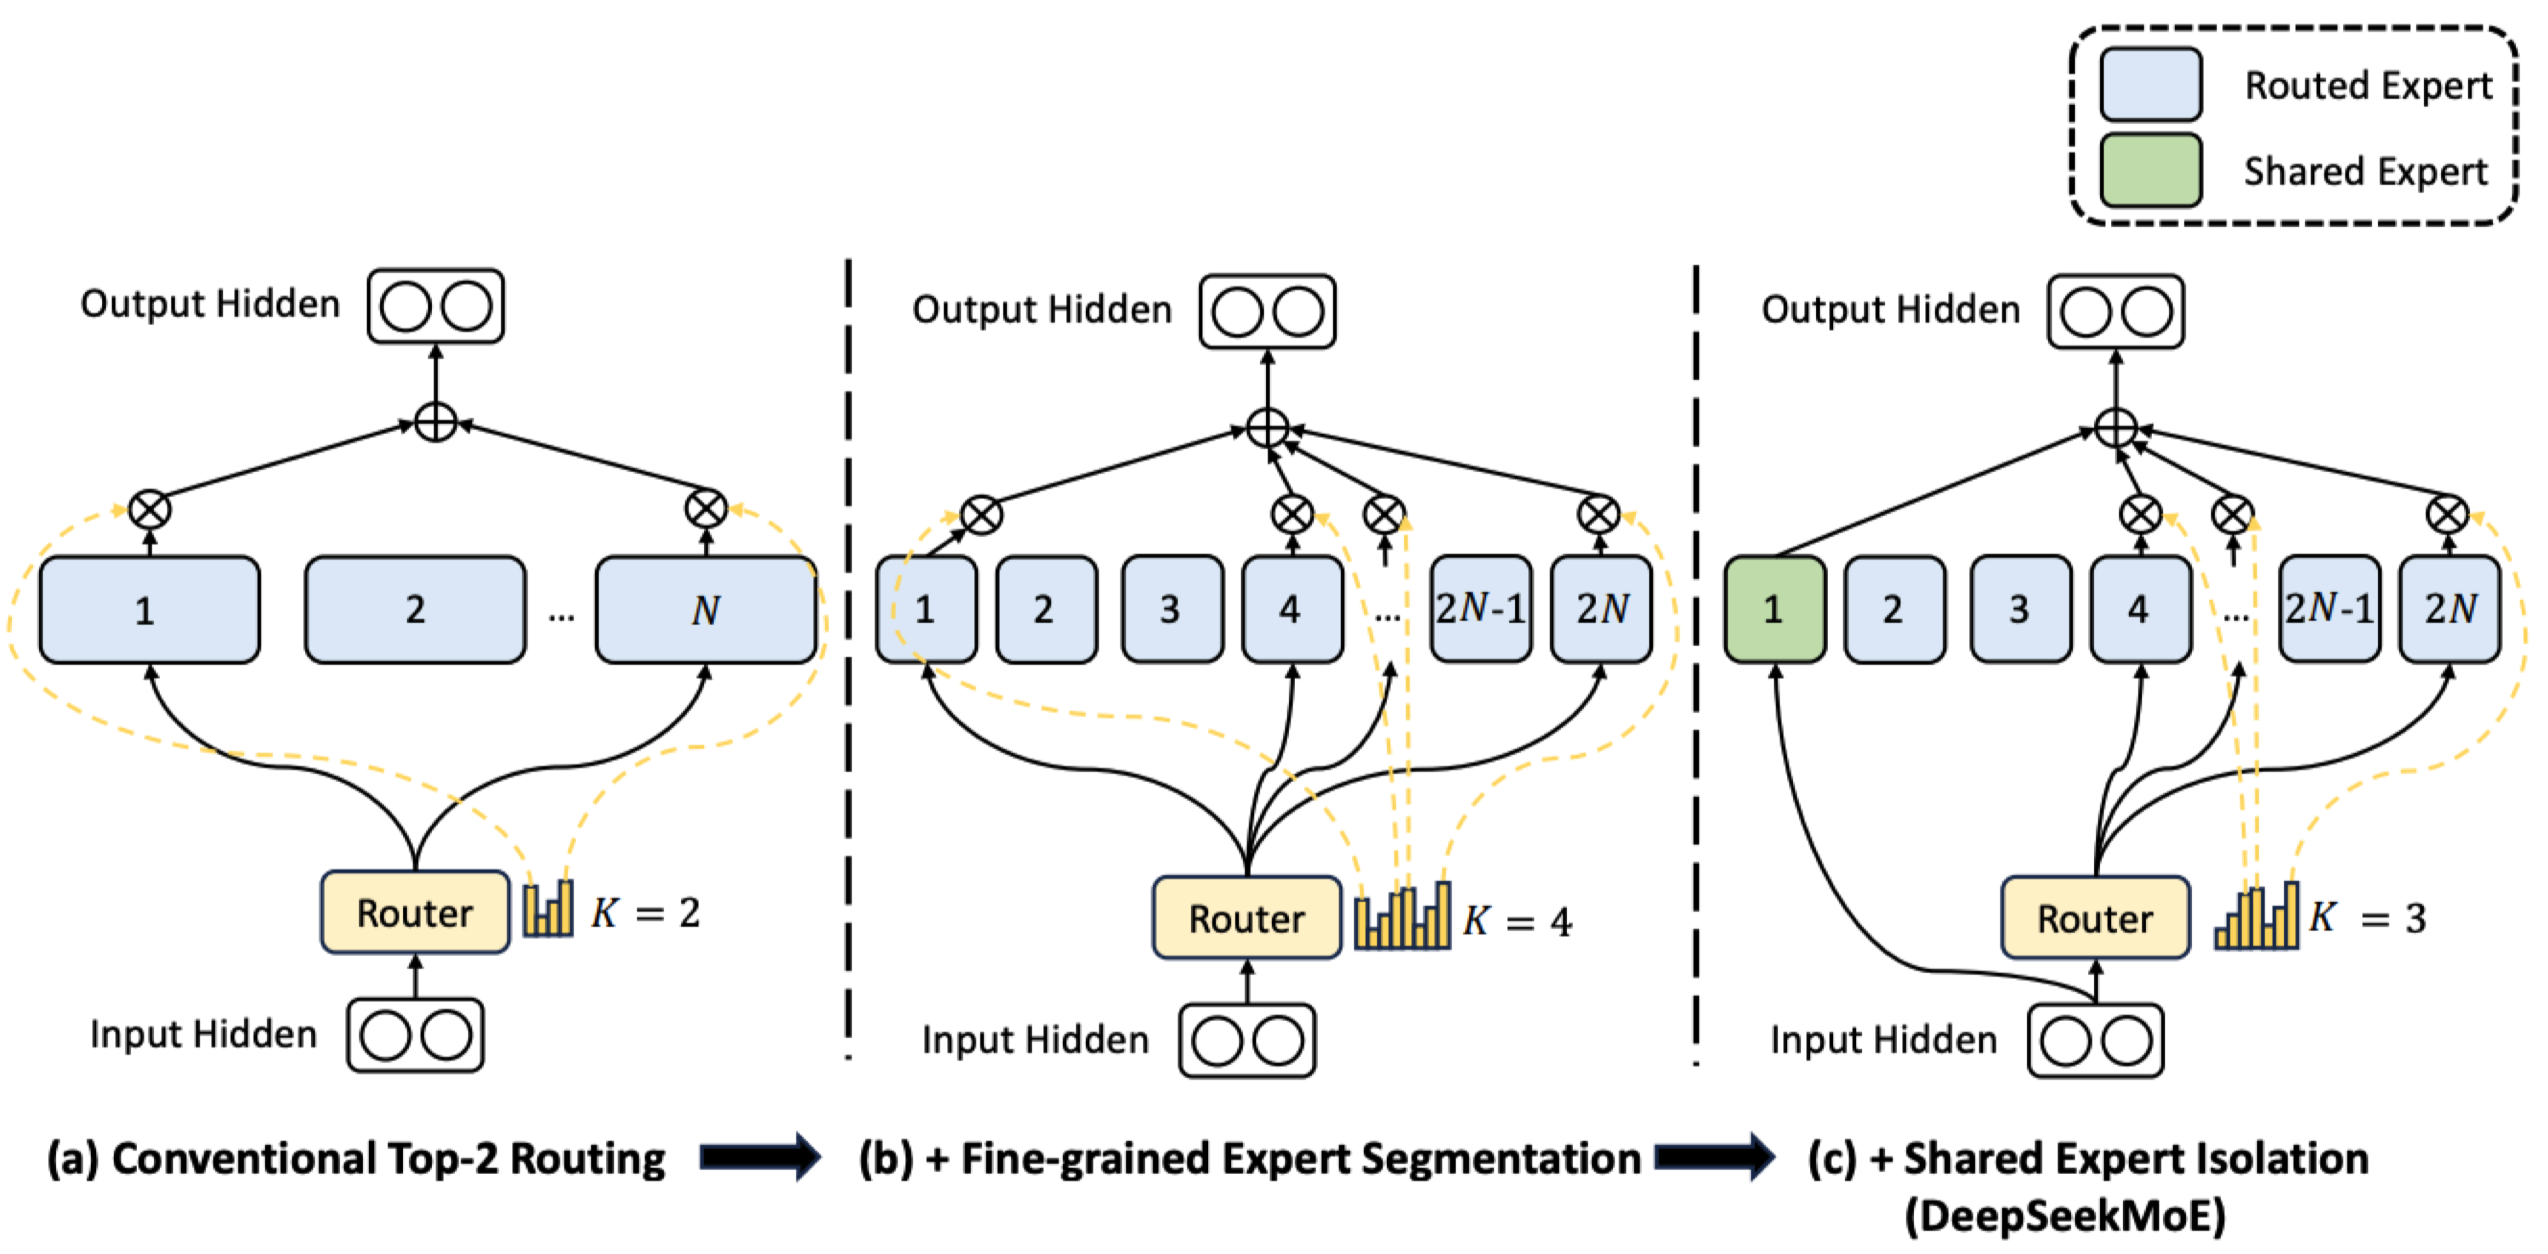 Routed Expert
Shared Expert
Output Hidden
1
2
...
N
Router
K = 2
Input Hidden
(a) Conventional Top-2 Routing
Output Hidden
1
2
3
4
...
2N-1
2N
Router
K = 4
Input Hidden
(b) + Fine-grained Expert Segmentation
Output Hidden
1
2
3
4
...
2N-1
2N
Router
K = 3
Input Hidden
(c) + Shared Expert Isolation
(DeepSeekMoE)